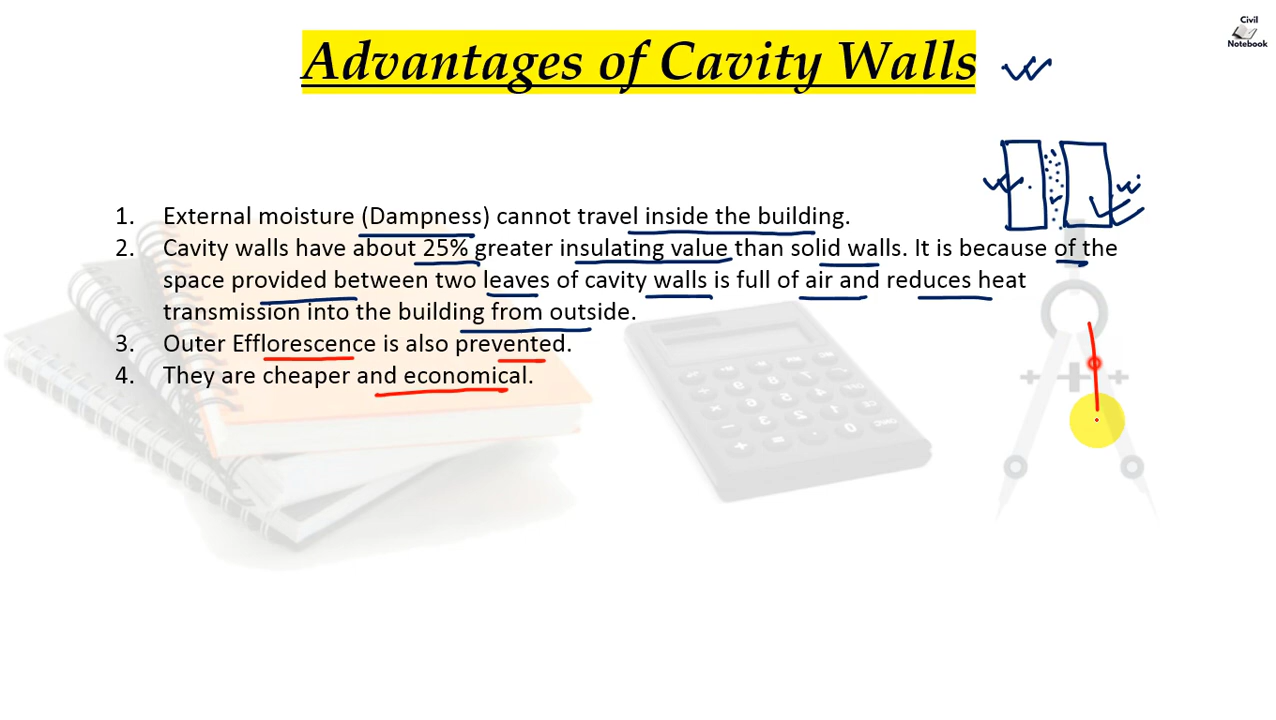 Civil
Notebook
Advantages of Cavity Walls
1. External moisture (Dampness) cannot travel inside the building.
2. Cavity walls have about 25% greater insulating value than solid walls. It is because of the
space provided between two leaves of cavity walls is full of air and reduces heat
transmission into the building from outside.
3. Outer Efflorescence is also prevented.
4. They are cheaper and economical.